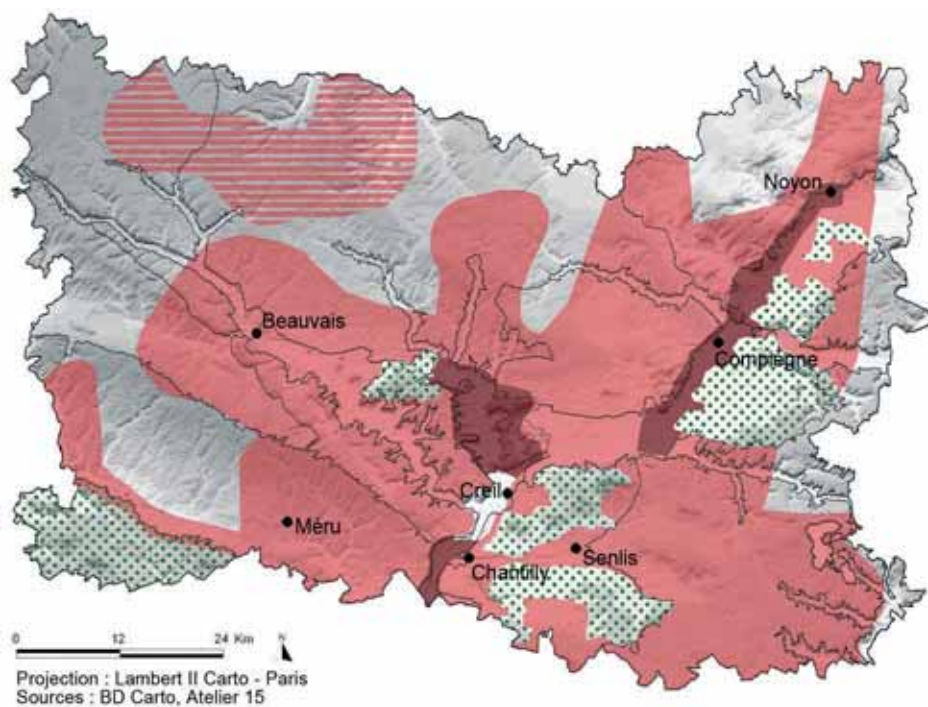 Noyon
Beauvais
Compiègne
Creil
Méru
Senlis
Chantilly
0 12 24 Km N
Projection : Lambert II Carto - Paris
Sources : BD Carto, Atelier 15